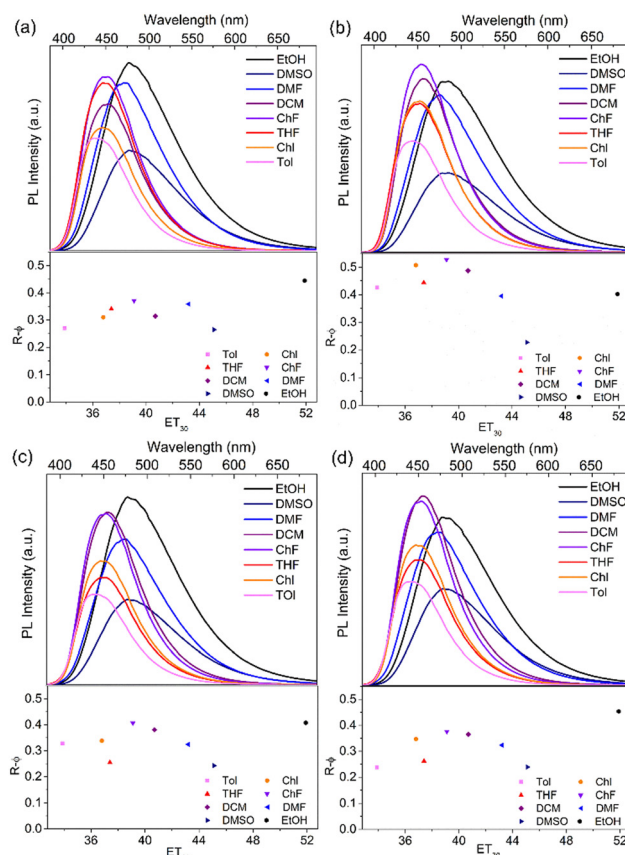 Wavelength (nm)
400 450 500 550 600 650
(a)
EtOH
DMSO
DMF
DCM
ChF
THF
Chl
Tol
PL Intensity (a.u.)
0.5
0.4
0.3
0.2
0.1
0.0
R-ϕ
Tol Chl
THF ChF
DCM DMF
DMSO EtOH
36 40 44 48 52
ET30
Wavelength (nm)
400 450 500 550 600 650
(b)
EtOH
DMSO
DMF
DCM
ChF
THF
Chl
Tol
PL Intensity (a.u.)
0.5
0.4
0.3
0.2
0.1
0.0
R-ϕ
Tol Chl
THF ChF
DCM DMF
DMSO EtOH
36 40 44 48 52
ET30
Wavelength (nm)
400 450 500 550 600 650
(c)
EtOH
DMSO
DMF
DCM
ChF
THF
Chl
TOl
PL Intensity (a.u.)
0.5
0.4
0.3
0.2
0.1
0.0
R-ϕ
Tol Chl
THF ChF
DCM DMF
DMSO EtOH
36 40 44 48 52
ET
Wavelength (nm)
400 450 500 550 600 650
(d)
EtOH
DMSO
DMF
DCM
ChF
THF
Chl
Tol
PL Intensity (a.u.)
0.5
0.4
0.3
0.2
0.1
0.0
R-ϕ
Tol Chl
THF ChF
DCM DMF
DMSO EtOH
36 40 44 48 52
ET30